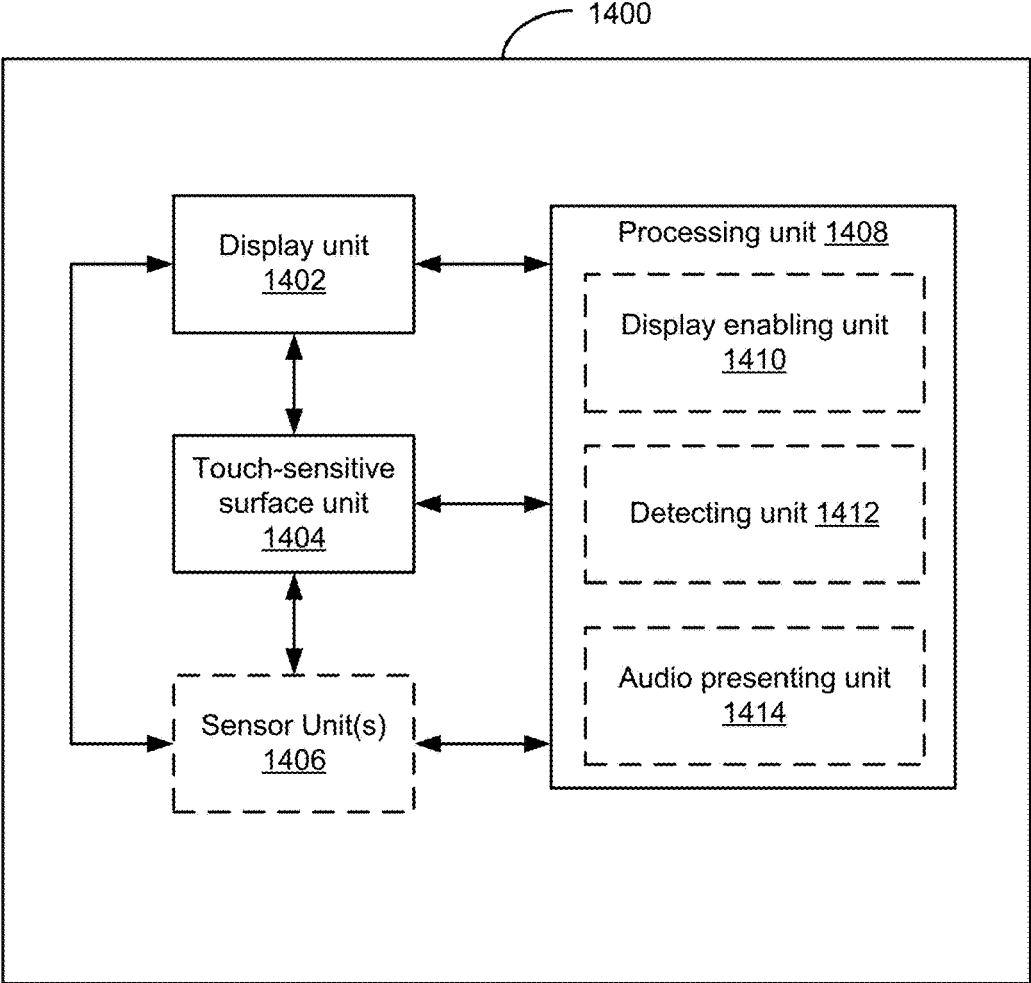 1400
Display unit
1402
Touch-sensitive
surface unit
1404
Sensor Unit(s)
1406
Processing unit 1408
Display enabling unit
1410
Detecting unit 1412
Audio presenting unit
1414